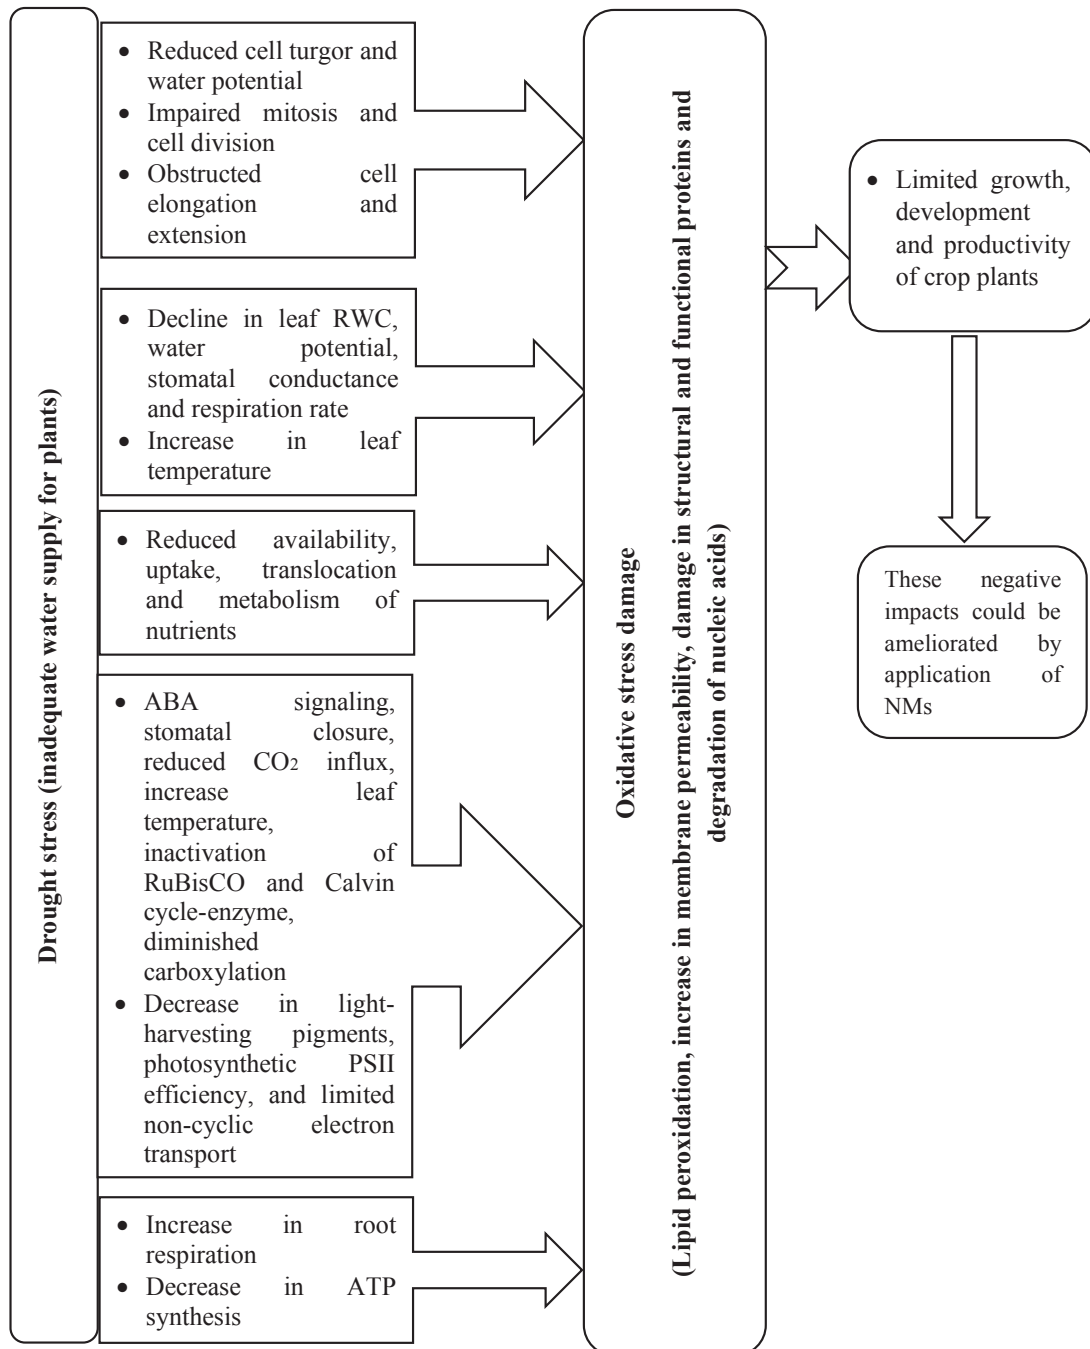 Drought stress (inadequate water supply for plants)
• Reduced cell turgor and
water potential
• Impaired mitosis and
cell division
• Obstructed cell
elongation and
extension
• Decline in leaf RWC,
water potential,
stomatal conductance
and respiration rate
• Increase in leaf
temperature
• Reduced availability,
uptake, translocation
and metabolism of
nutrients
• ABA signaling,
stomatal closure,
reduced CO2 influx,
increase leaf
temperature,
inactivation of
RuBisCO and Calvin
cycle-enzyme,
diminished
carboxylation
• Decrease in light-
harvesting pigments,
photosynthetic PSII
efficiency, and limited
non-cyclic electron
transport
• Increase in root
respiration
• Decrease in ATP
synthesis
Oxidative stress damage
(Lipid peroxidation, increase in membrane permeability, damage in structural and functional proteins and
degradation of nucleic acids)
• Limited growth,
development
and productivity
of crop plants
These negative
impacts could be
ameliorated by
application of
NMs